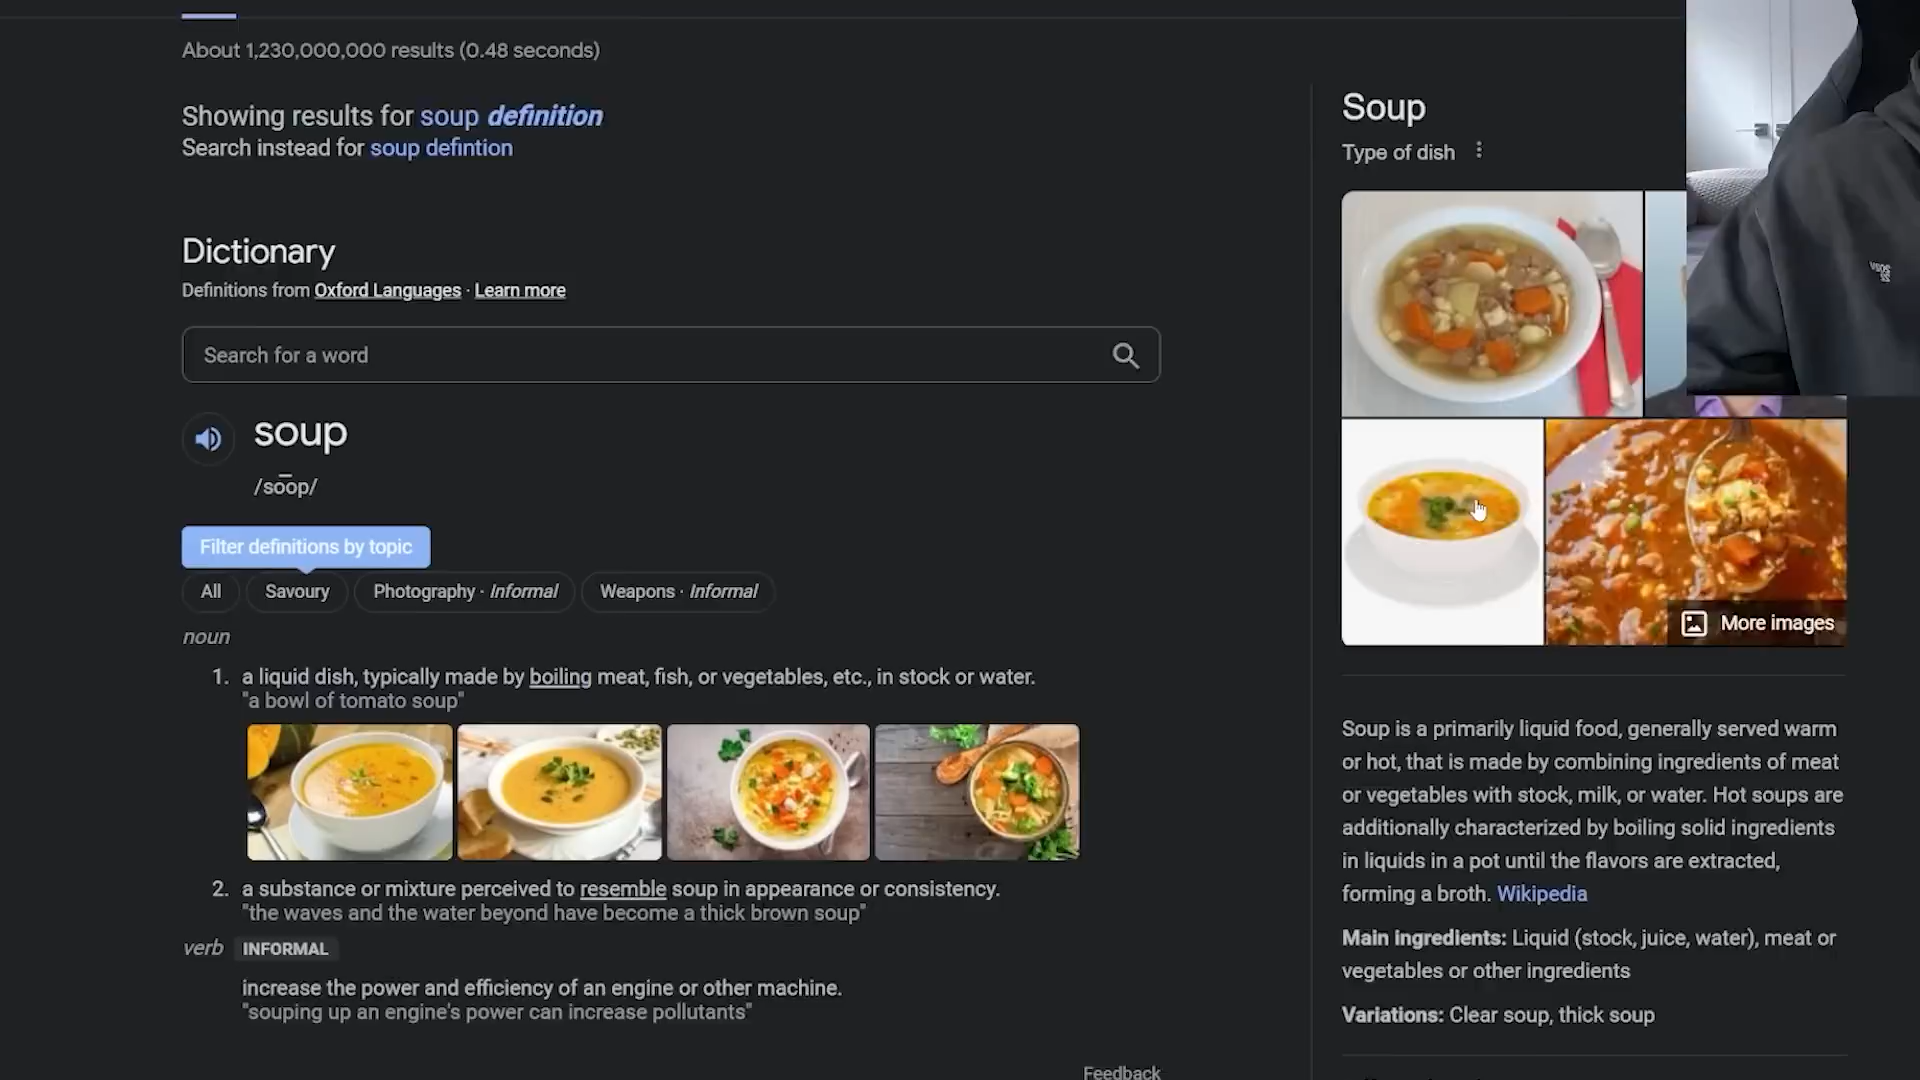 About 1,230,000,000 results (0.48 seconds)
Showing results for soup definition
Search instead for soup defintion
Dictionary
Definitions from Oxford Languages · Learn more
Search for a word
soup
/so͞op/
Filter definitions by topic
All
Savoury
Photography · Informal
Weapons · Informal
noun
1. a liquid dish, typically made by boiling meat, fish, or vegetables, etc., in stock or water.
"a bowl of tomato soup"
2. a substance or mixture perceived to resemble soup in appearance or consistency.
"the waves and the water beyond have become a thick brown soup"
verb INFORMAL
increase the power and efficiency of an engine or other machine.
"souping up an engine's power can increase pollutants"
Feedback
Soup
Type of dish
More images
Soup is a primarily liquid food, generally served warm
or hot, that is made by combining ingredients of meat
or vegetables with stock, milk, or water. Hot soups are
additionally characterized by boiling solid ingredients
in liquids in a pot until the flavors are extracted,
forming a broth. Wikipedia
Main ingredients: Liquid (stock, juice, water), meat or
vegetables or other ingredients
Variations: Clear soup, thick soup